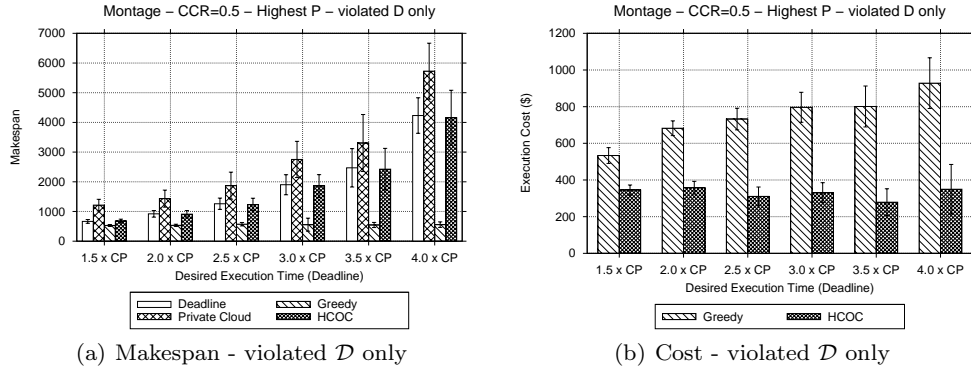 Montage – CCR=0.5 – Highest P – violated D only
7000
6000
5000
4000
3000
2000
1000
0
Makespan
1.5 x CP 2.0 x CP 2.5 x CP 3.0 x CP 3.5 x CP 4.0 x CP
Desired Execution Time (Deadline)
Deadline Greedy
Private Cloud HCOC
(a) Makespan - violated D only
Montage – CCR=0.5 – Highest P – violated D only
1200
1000
800
600
400
200
0
Execution Cost ($)
1.5 x CP 2.0 x CP 2.5 x CP 3.0 x CP 3.5 x CP 4.0 x CP
Desired Execution Time (Deadline)
Greedy HCOC
(b) Cost - violated D only